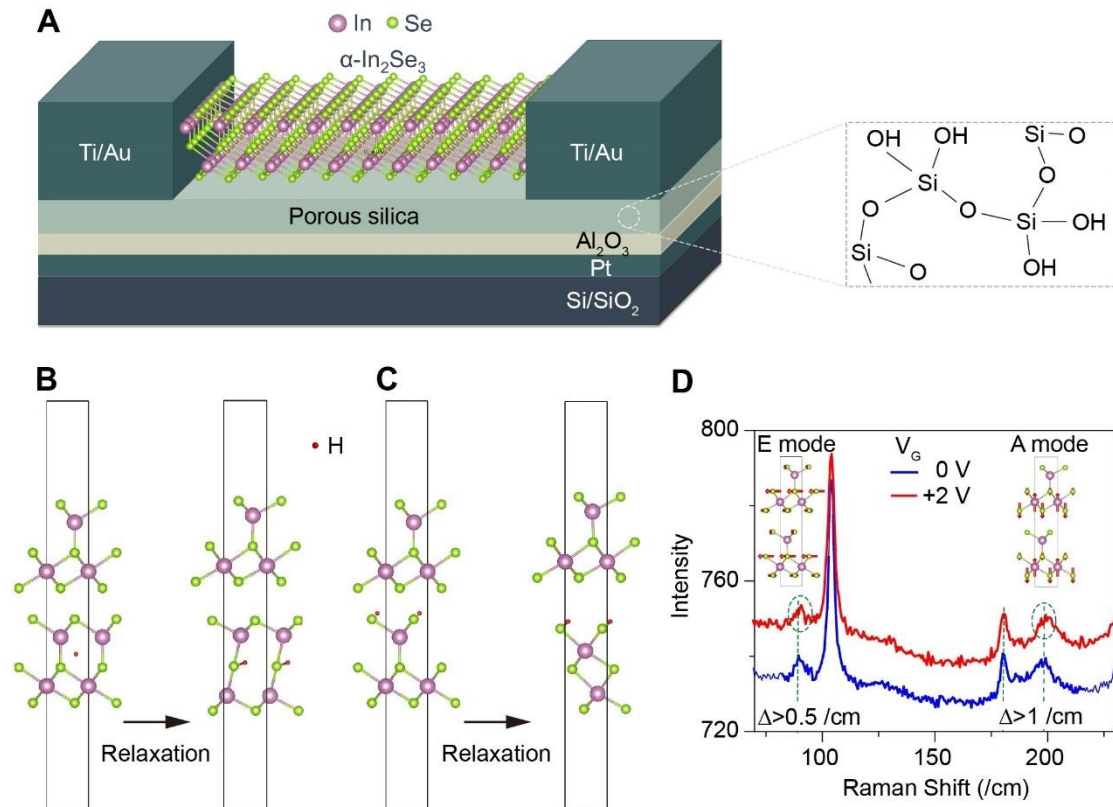 A
In
Se
α-In₂Se₃
Ti/Au
Ti/Au
Porous silica
Al₂O₃
Pt
Si/SiO₂
OH
OH
Si
O
Si
O
O
O
Si
OH
Si
O
OH
B
H
Relaxation
C
Relaxation
D
800
760
720
Intensity
E mode
V_G
0 V
+2 V
A mode
Δ>0.5 /cm
Δ>1 /cm
100
150
200
Raman Shift (/cm)